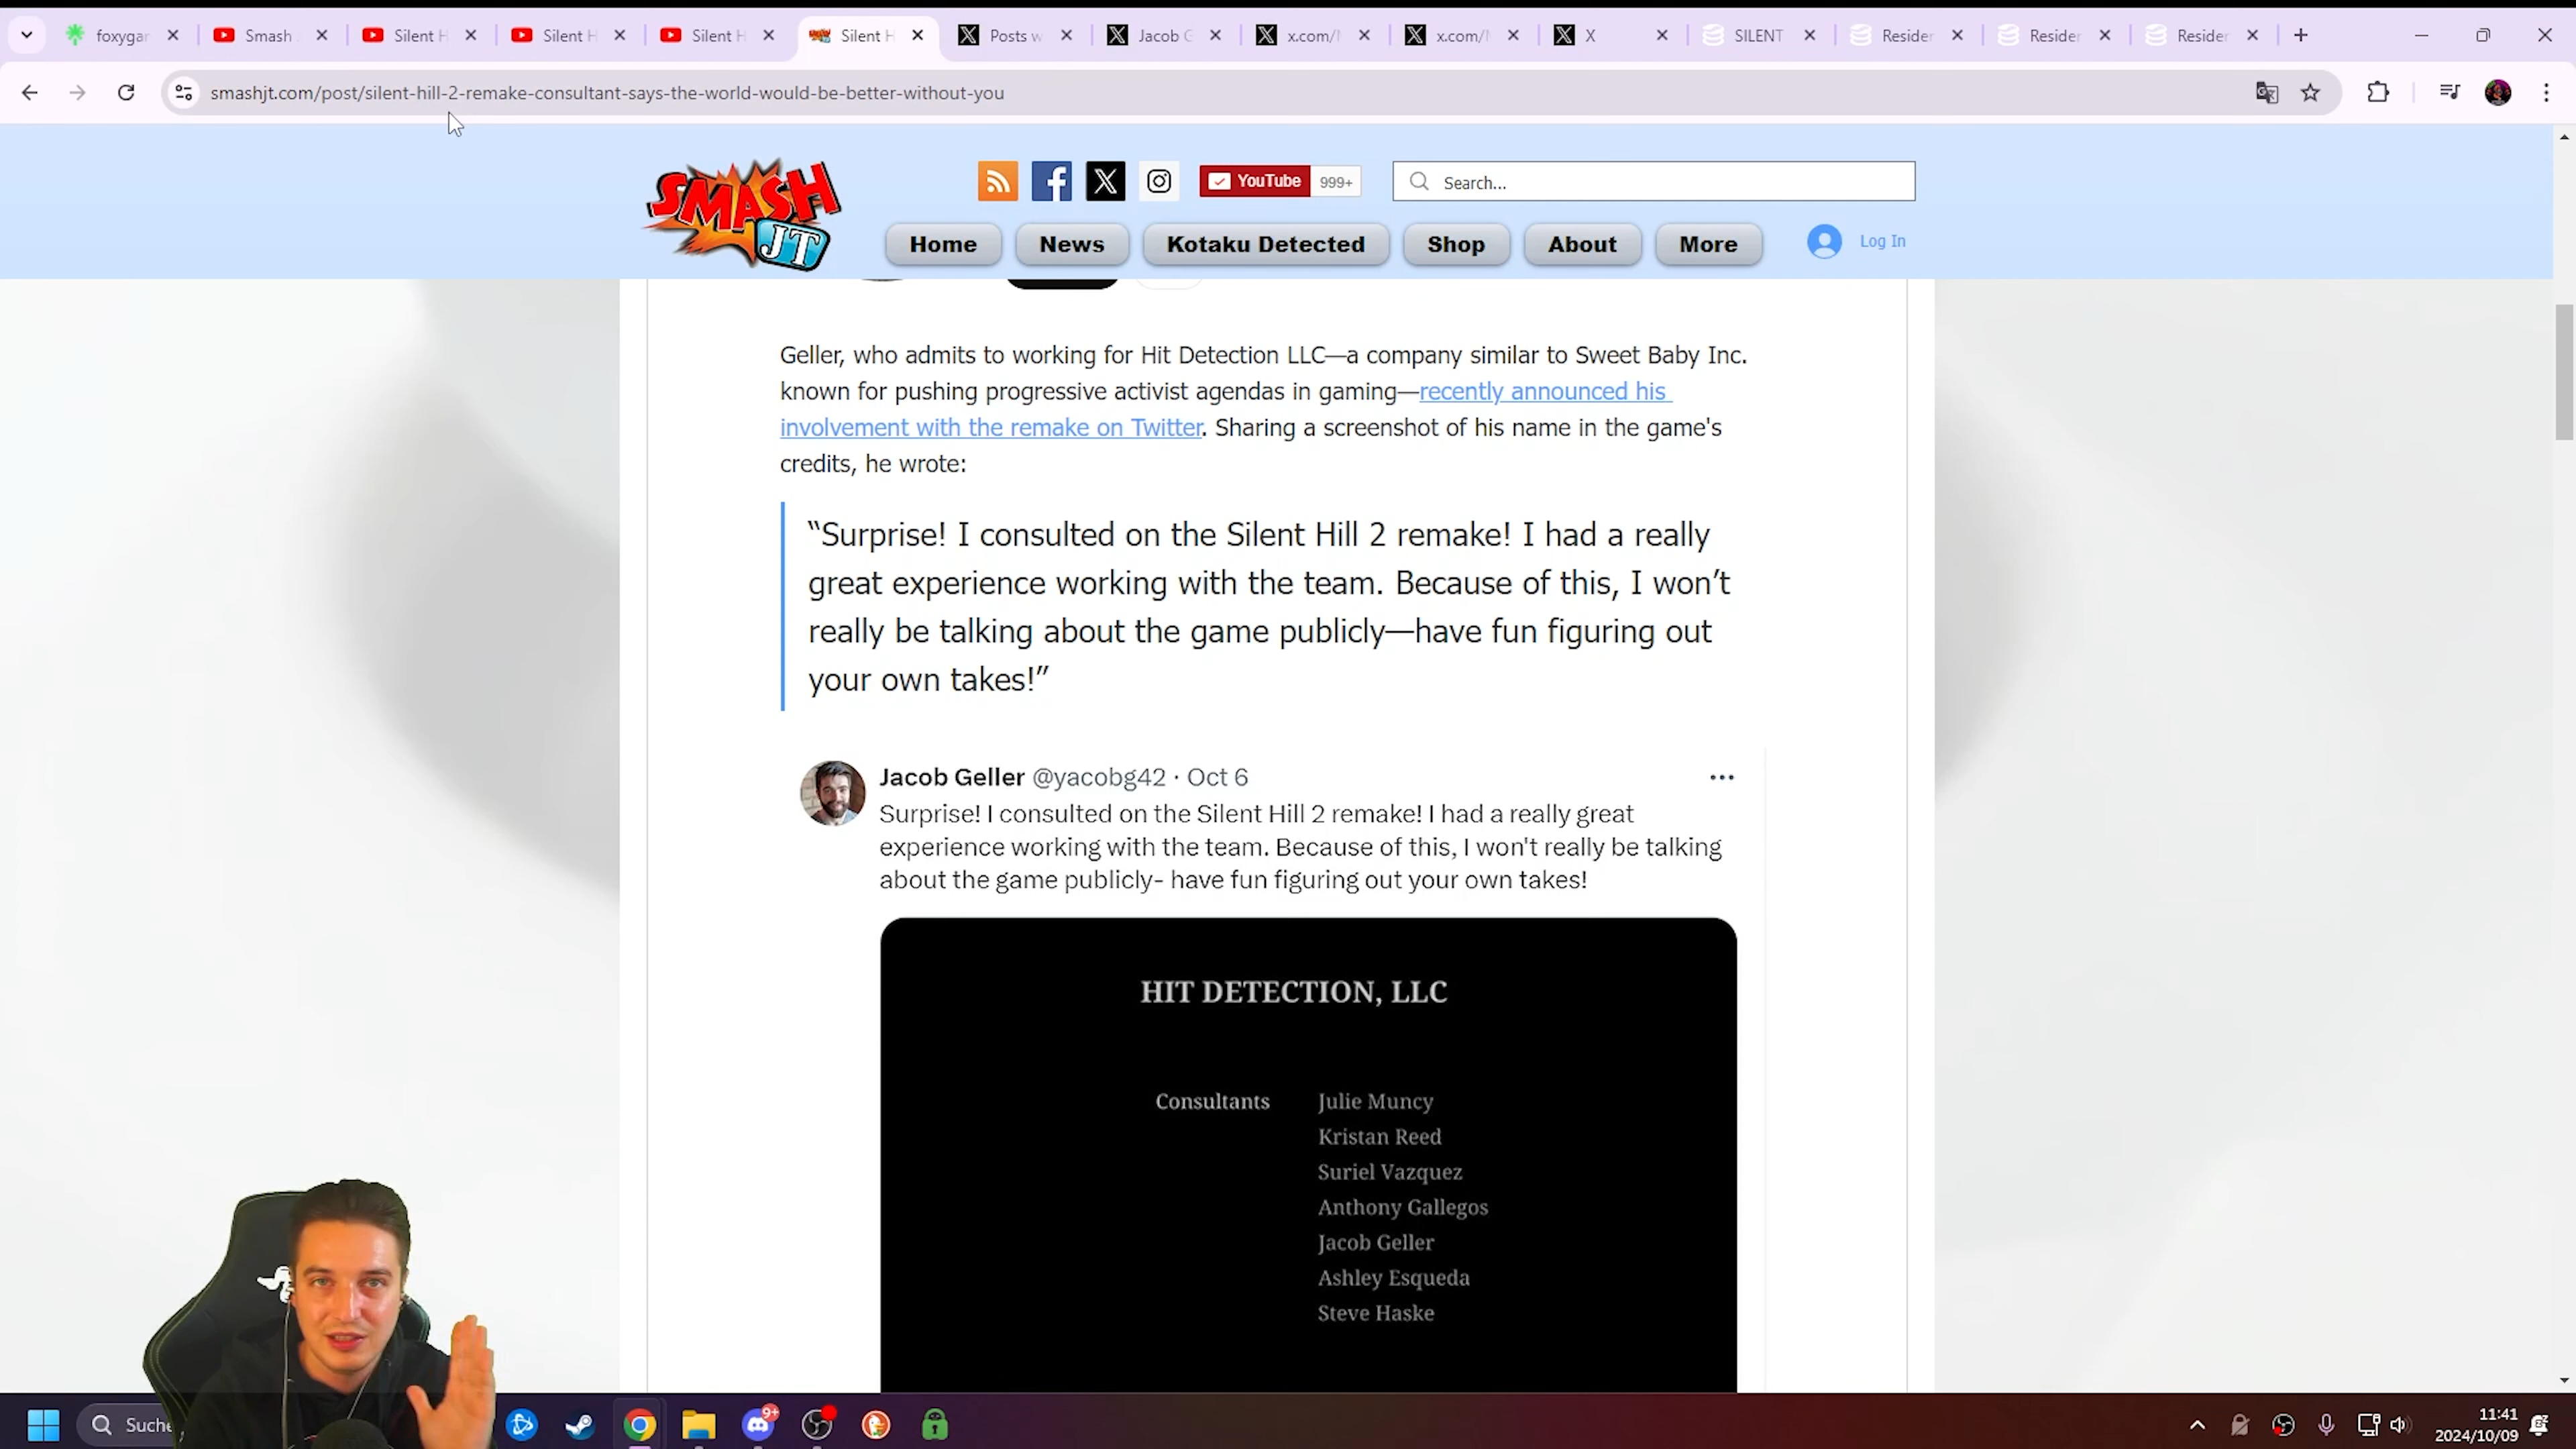 foxygar
Smash
Silent H
Silent H
Silent H
Silent H
Posts w
Jacob G
x.com/
x.com/
X
SILENT
Residen
Residen
Residen
smashjt.com/post/silent-hill-2-remake-consultant-says-the-world-would-be-better-without-you
SMASH
JT
YouTube 999+
Search...
Home News Kotaku Detected Shop About More Log In
Geller, who admits to working for Hit Detection LLC—a company similar to Sweet Baby Inc.
known for pushing progressive activist agendas in gaming—recently announced his
involvement with the remake on Twitter. Sharing a screenshot of his name in the game's
credits, he wrote:
“Surprise! I consulted on the Silent Hill 2 remake! I had a really
great experience working with the team. Because of this, I won’t
really be talking about the game publicly—have fun figuring out
your own takes!”
Jacob Geller @yacobg42 · Oct 6
Surprise! I consulted on the Silent Hill 2 remake! I had a really great
experience working with the team. Because of this, I won't really be talking
about the game publicly- have fun figuring out your own takes!
HIT DETECTION, LLC
Consultants Julie Muncy
Kristan Reed
Suriel Vazquez
Anthony Gallegos
Jacob Geller
Ashley Esqueda
Steve Haske
Suche
9+
11:41
2024/10/09